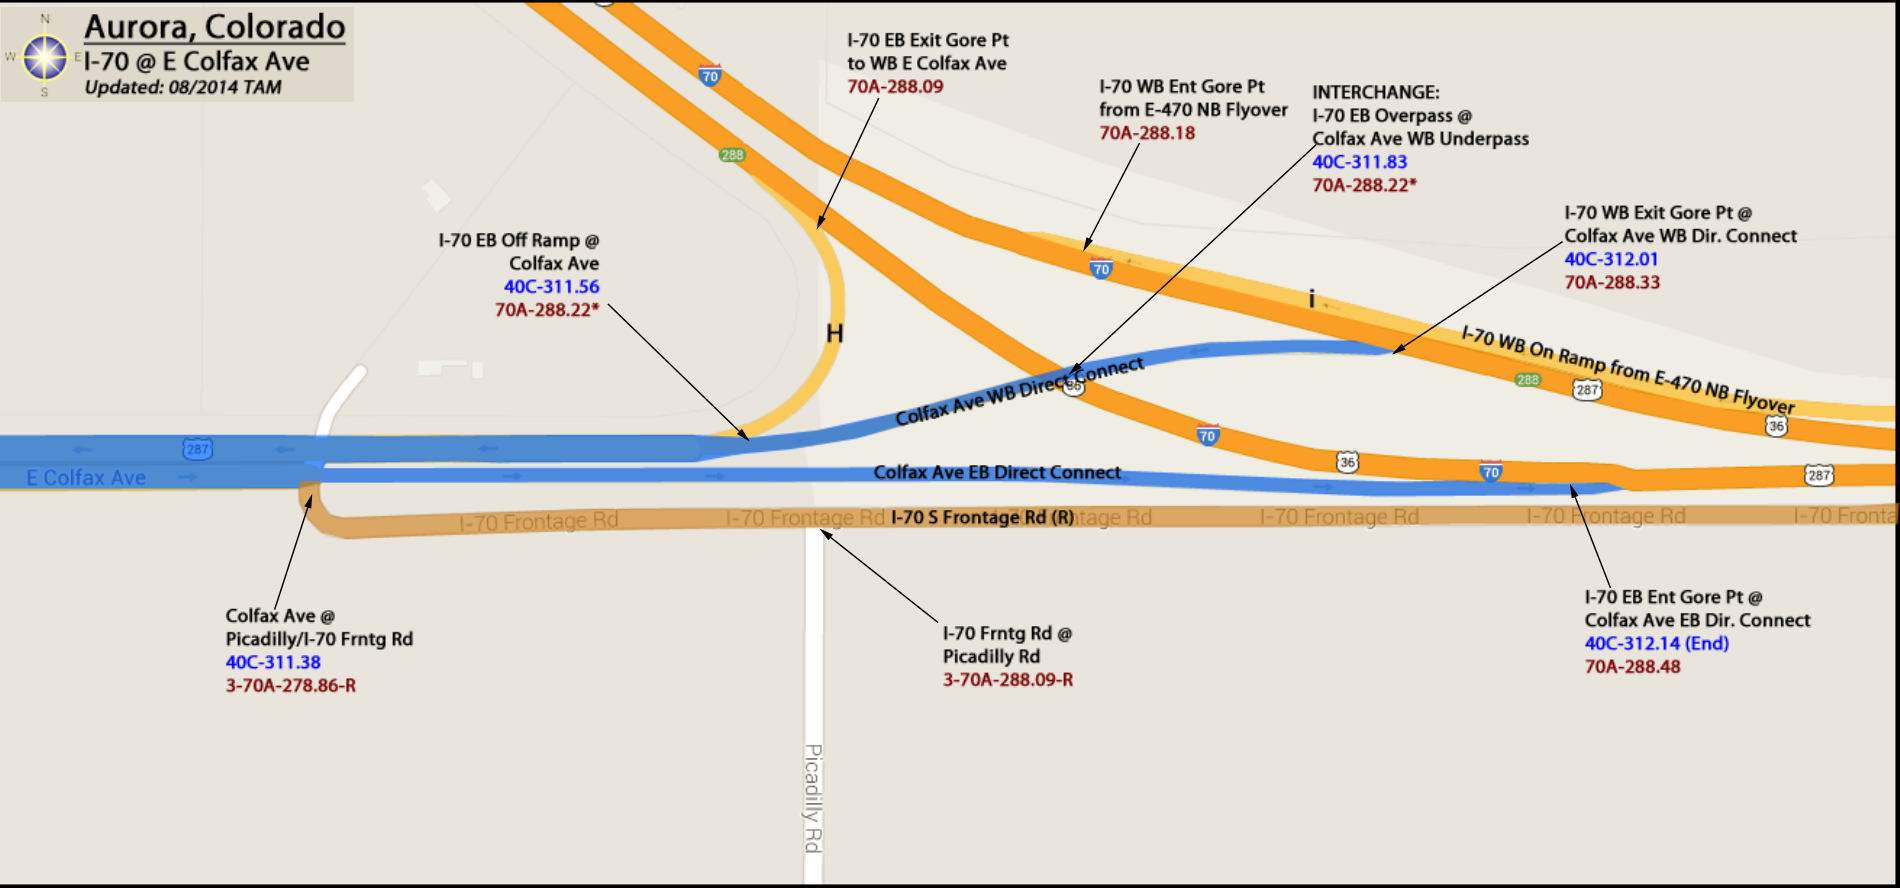 N
W
E
S
Aurora, Colorado
I-70 @ E Colfax Ave
Updated: 08/2014 TAM
70
288
I-70 EB Exit Gore Pt
to WB E Colfax Ave
70A-288.09
I-70 WB Ent Gore Pt
from E-470 NB Flyover
70A-288.18
INTERCHANGE:
I-70 EB Overpass @
Colfax Ave WB Underpass
40C-311.83
70A-288.22*
I-70 WB Exit Gore Pt @
Colfax Ave WB Dir. Connect
40C-312.01
70A-288.33
I-70 EB Off Ramp @
Colfax Ave
40C-311.56
70A-288.22*
70
i
H
I-70 WB On Ramp from E-470 NB Flyover
288
287
36
36
Colfax Ave WB Direct Connect
70
36
70
287
287
E Colfax Ave
Colfax Ave EB Direct Connect
I-70 Frontage Rd
I-70 Frontage Rd
I-70 S Frontage Rd (R)
Rd
I-70 Frontage Rd
I-70 Frontage Rd
I-70 Fronta
Colfax Ave @
Picadilly/I-70 Frntg Rd
40C-311.38
3-70A-278.86-R
I-70 Frntg Rd @
Picadilly Rd
3-70A-288.09-R
I-70 EB Ent Gore Pt @
Colfax Ave EB Dir. Connect
40C-312.14 (End)
70A-288.48
Picadilly Rd